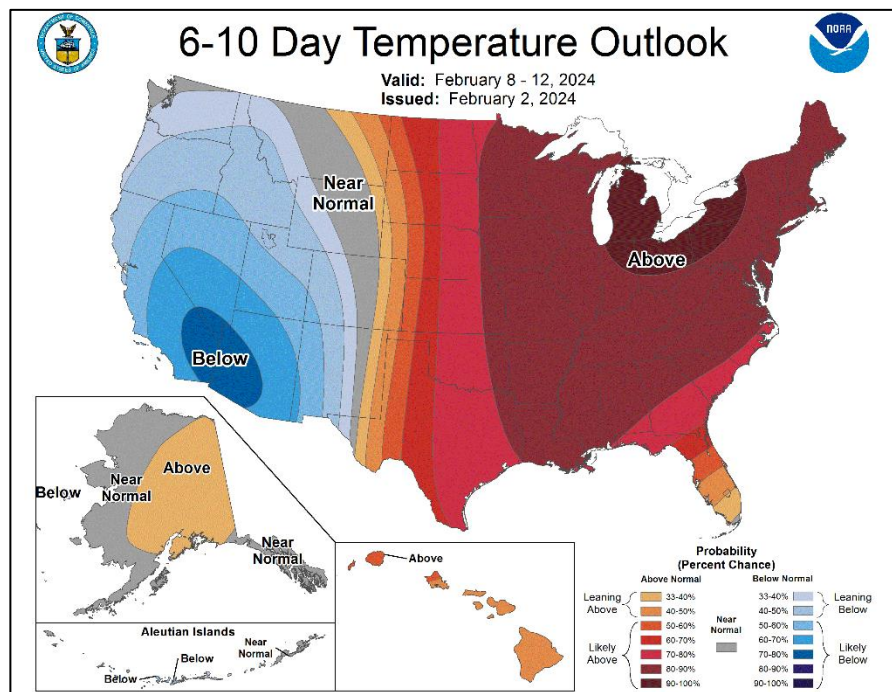 6-10 Day Temperature Outlook
Valid: February 8 - 12, 2024
Issued: February 2, 2024
NOAA
Near
Normal
Above
Below
Above
Near
Normal
Below
Near
Normal
Aleutian Islands
Near
Normal
Below
Below
Above
Probability
(Percent Chance)
Above Normal
Below Normal
Leaning
Above
33-40%
40-50%
Likely
Above
50-60%
60-70%
70-80%
80-90%
90-100%
Near
Normal
33-40%
40-50%
Leaning
Below
50-60%
60-70%
70-80%
80-90%
90-100%
Likely
Below